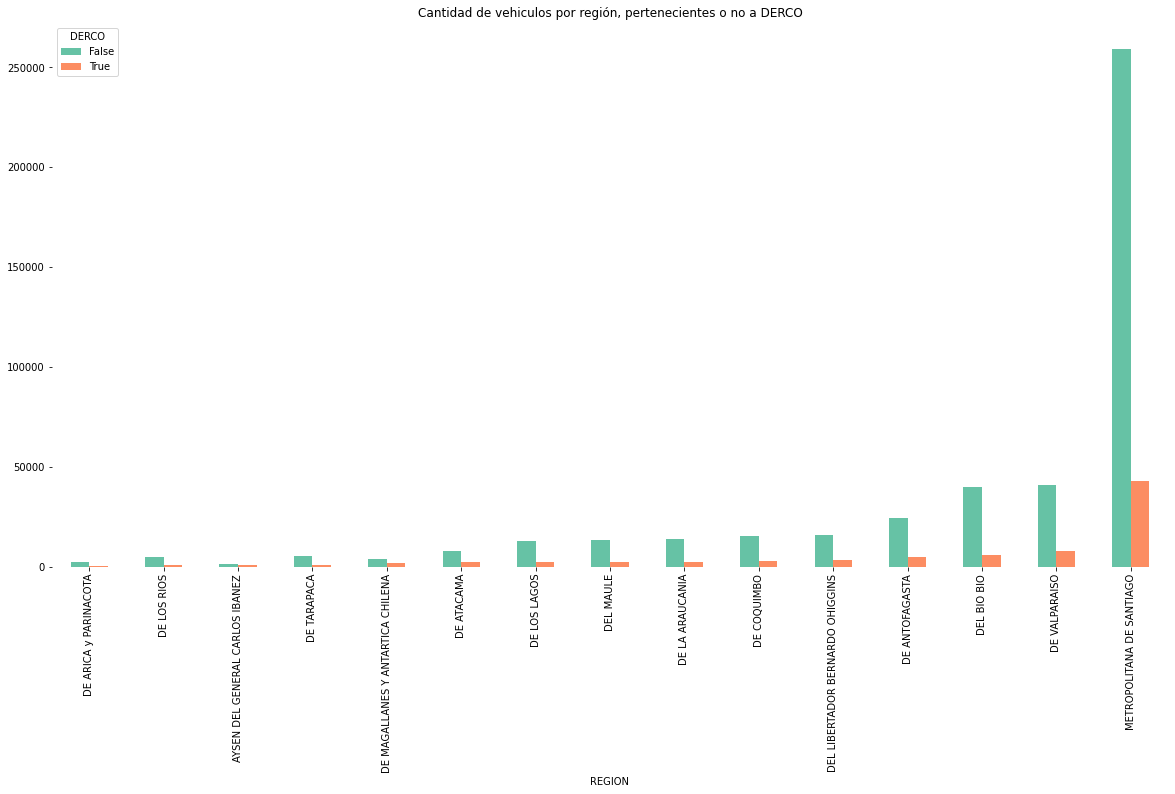 Cantidad de vehiculos por región, pertenecientes o no a DERCO
DERCO
False
True
250000
200000
150000
100000
50000
0
DE ARICA y PARINACOTA
DE LOS RIOS
AYSEN DEL GENERAL CARLOS IBANEZ
DE TARAPACA
DE MAGALLANES Y ANTARTICA CHILENA
DE ATACAMA
DE LOS LAGOS
DEL MAULE
DE LA ARAUCANIA
DE COQUIMBO
DEL LIBERTADOR BERNARDO OHIGGINS
DE ANTOFAGASTA
DEL BIO BIO
DE VALPARAISO
METROPOLITANA DE SANTIAGO
REGION